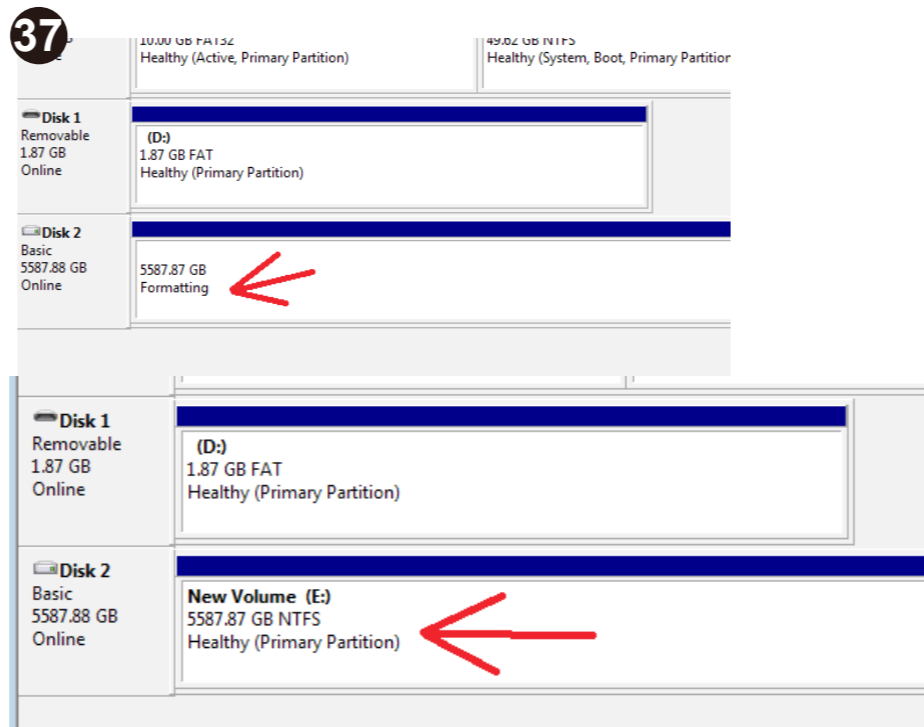 37
10.00 GB FAT32
Healthy (Active, Primary Partition)
49.62 GB NTFS
Healthy (System, Boot, Primary Partition
Disk 1
Removable
1.87 GB
Online
(D:)
1.87 GB FAT
Healthy (Primary Partition)
Disk 2
Basic
5587.88 GB
Online
5587.87 GB
Formatting
Disk 1
Removable
1.87 GB
Online
(D:)
1.87 GB FAT
Healthy (Primary Partition)
Disk 2
Basic
5587.88 GB
Online
New Volume (E:)
5587.87 GB NTFS
Healthy (Primary Partition)